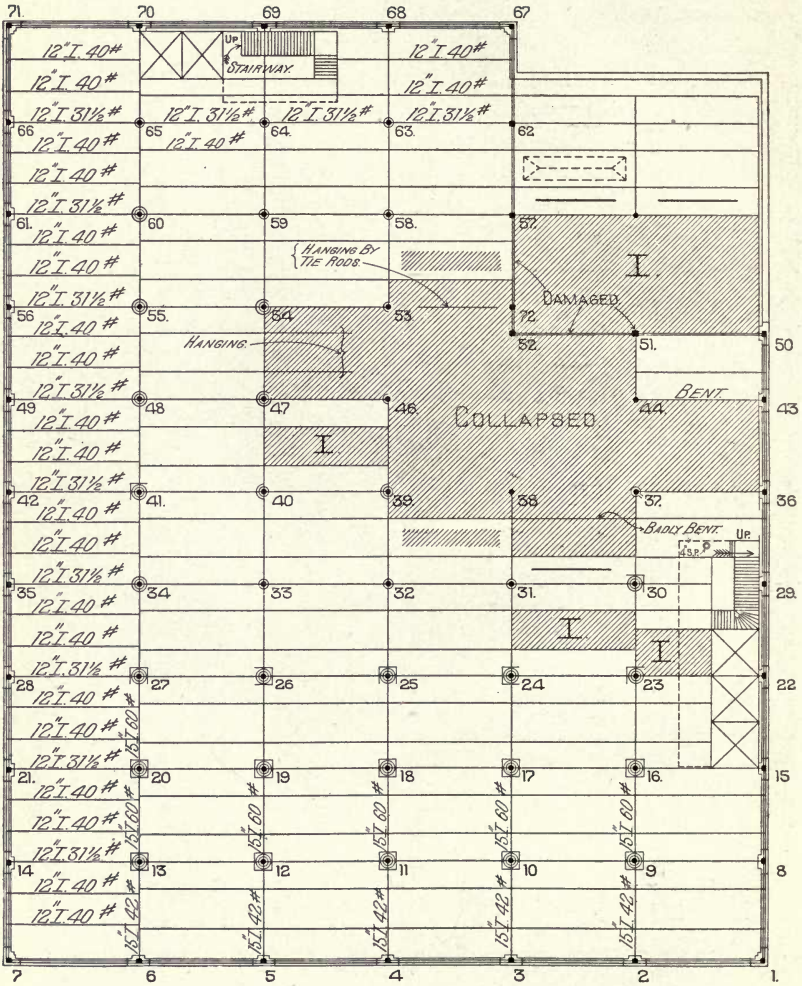 71. 70 69 68 67
12" I. 40# UP. 12" I. 40#
STAIRWAY.
12" I. 40# 12" I. 40#
12" I. 31½# 12" I. 31½# 12" I. 31½# 12" I. 31½#
66 65 64. 63. 62
12" I. 40# 12" I. 40#
12" I. 40#
12" I. 31½#
61. 60 59 58. 57.
12" I. 40#
HANGING BY
TIE RODS.
12" I. 40# I.
12" I. 31½# DAMAGED
56 55. 54 53. 72
12" I. 40# 52. 51. 50
HANGING.
12" I. 40#
12" I. 31½# BENT
49 48 47 46. 44. 43
12" I. 40# COLLAPSED
12" I. 40# I
12" I. 31½#
42 41. 40 39. 38. 37. 36
12" I. 40#
12" I. 40# BADLY BENT. UP.
4 S.P.
12" I. 31½#
35 34 33 32 31. 30 29.
12" I. 40#
12" I. 40# I. I
12" I. 31½#
28 27 26 25 24 23 22
12" I. 40#
12" I. 40# 15" I. 60#
12" I. 31½#
21. 20 19 18 17 16. 15
12" I. 40#
12" I. 40# 15" I. 60# 15" I. 60# 15" I. 60# 15" I. 60# 15" I. 60#
12" I. 31½#
14 13 12 11 10 9 8
12" I. 40#
12" I. 40# 15" I. 42# 15" I. 42# 15" I. 42# 15" I. 42# 15" I. 42#
7 6 5 4 3 2 1.